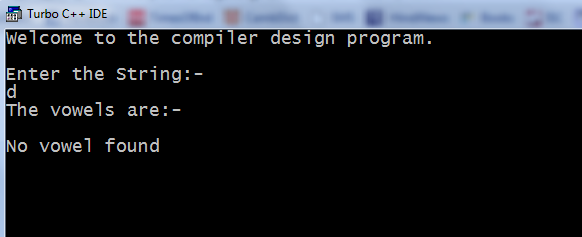 Turbo C++ IDE
Welcome to the compiler design program.
Enter the String:-
d
The vowels are:-
No vowel found